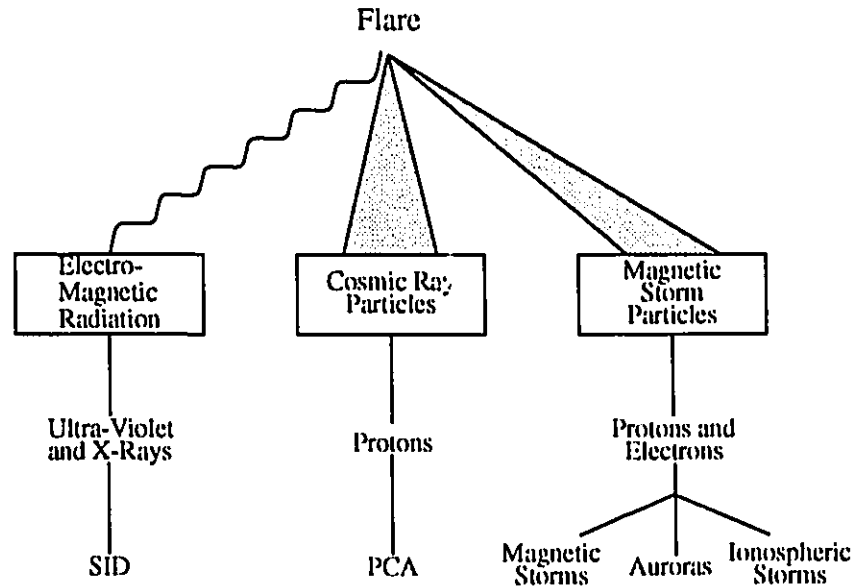 Flare
Electro-
Magnetic
Radiation
Cosmic Ray
Particles
Magnetic
Storm
Particles
Ultra-Violet
and X-Rays
Protons
Protons and
Electrons
SID
PCA
Magnetic
Storms
Auroras
Ionospheric
Storms